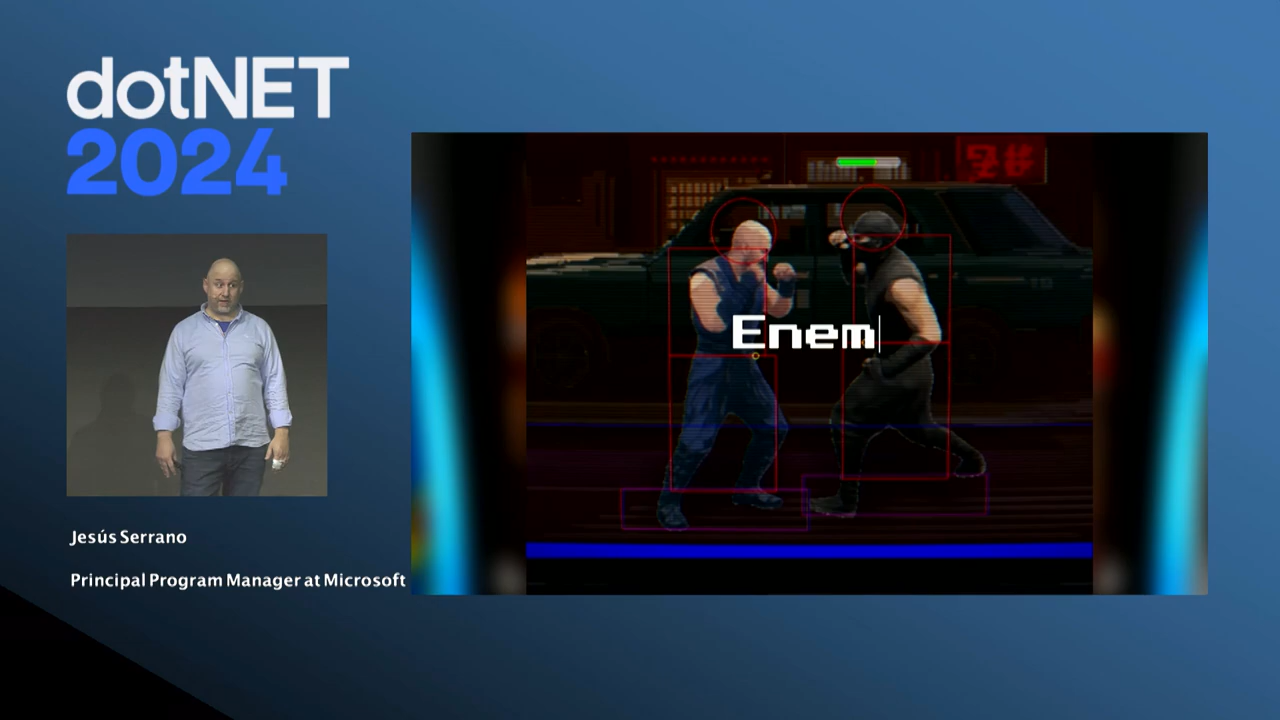 dotNET
2024
Enem
Jesús Serrano
Principal Program Manager at Microsoft